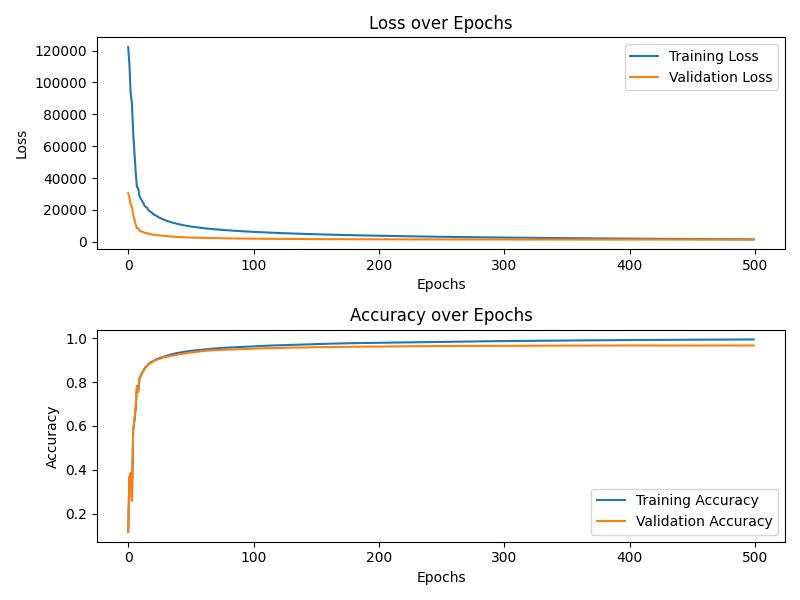 Loss over Epochs
120000
100000
80000
60000
40000
20000
0
Loss
Training Loss
Validation Loss
0 100 200 300 400 500
Epochs
Accuracy over Epochs
1.0
0.8
0.6
0.4
0.2
Accuracy
Training Accuracy
Validation Accuracy
0 100 200 300 400 500
Epochs